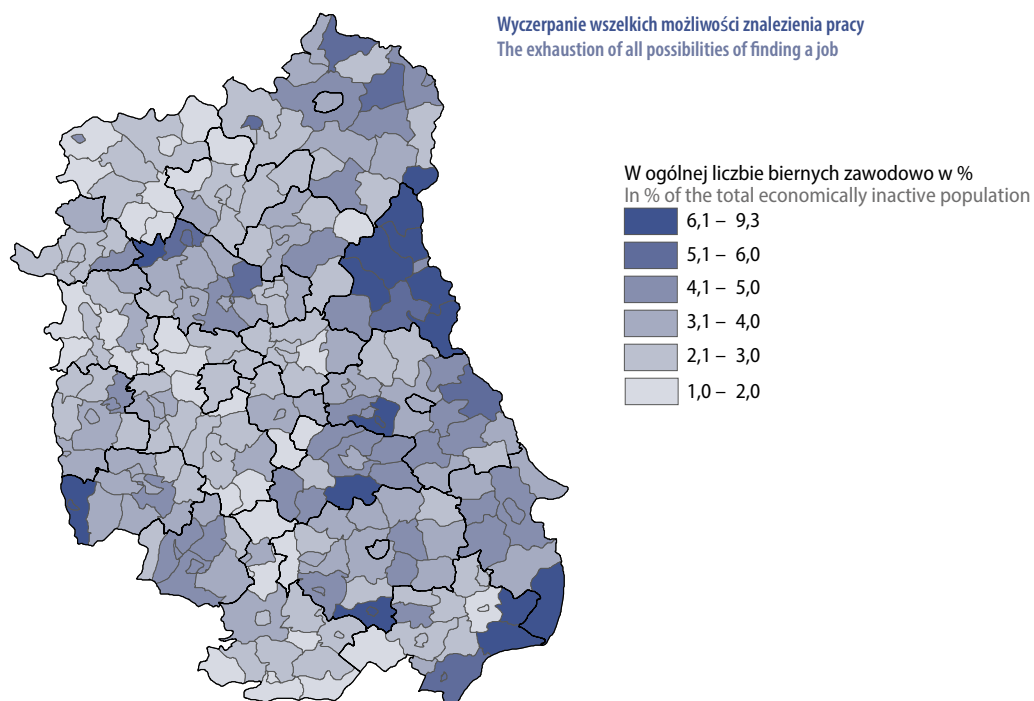 Wyczerpanie wszelkich możliwości znalezienia pracy
The exhaustion of all possibilities of finding a job
W ogólnej liczbie biernych zawodowo w %
In % of the total economically inactive population
6,1 – 9,3
5,1 – 6,0
4,1 – 5,0
3,1 – 4,0
2,1 – 3,0
1,0 – 2,0